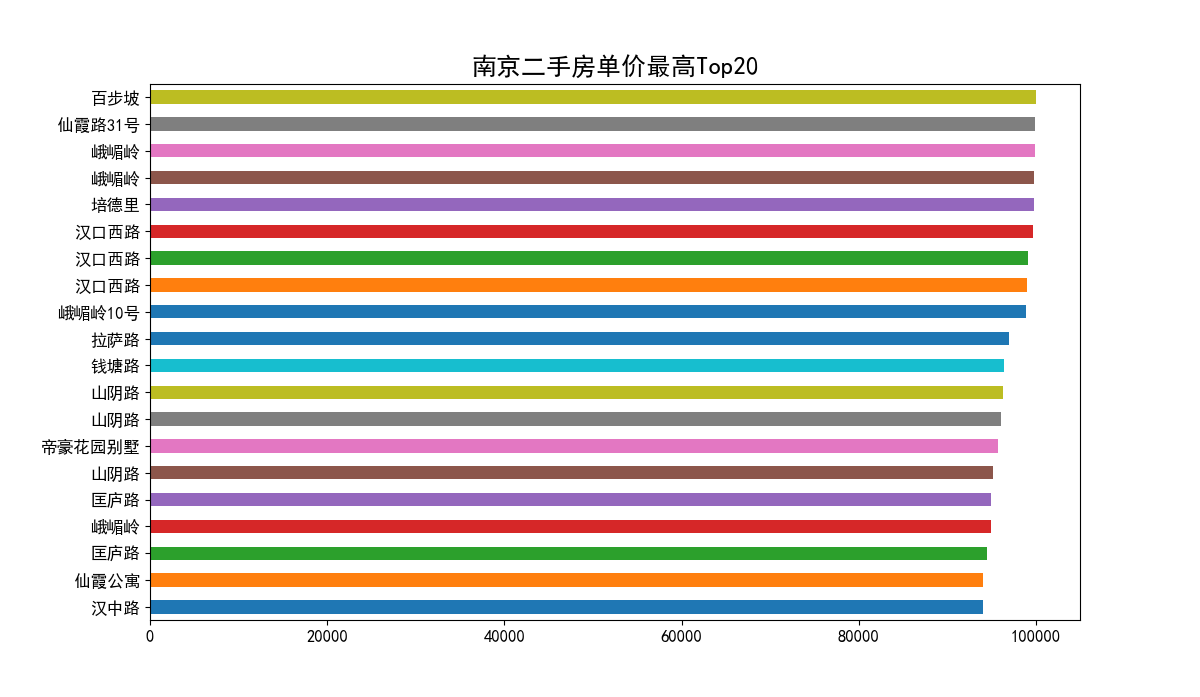 南京二手房单价最高Top20
百步坡
仙霞路31号
峨嵋岭
峨嵋岭
培德里
汉口西路
汉口西路
汉口西路
峨嵋岭10号
拉萨路
钱塘路
山阴路
山阴路
帝豪花园别墅
山阴路
匡庐路
峨嵋岭
匡庐路
仙霞公寓
汉中路
0 20000 40000 60000 80000 100000